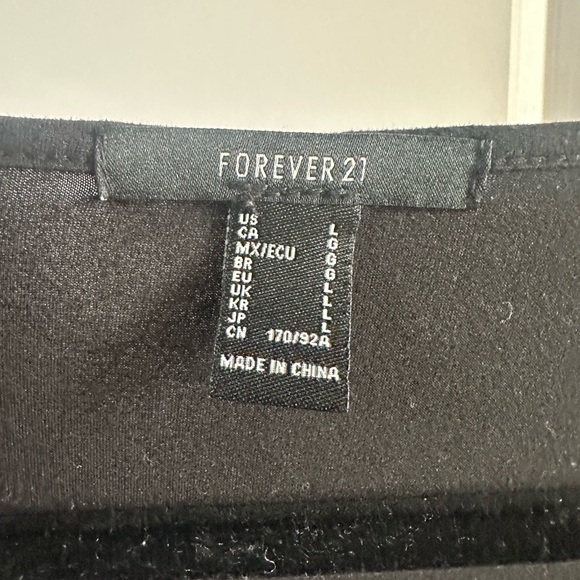 FOREVER 21
US L
CA G
MX/ECU G
BR G
EU L
UK L
KR L
JP L
CN 170/92A
MADE IN CHINA